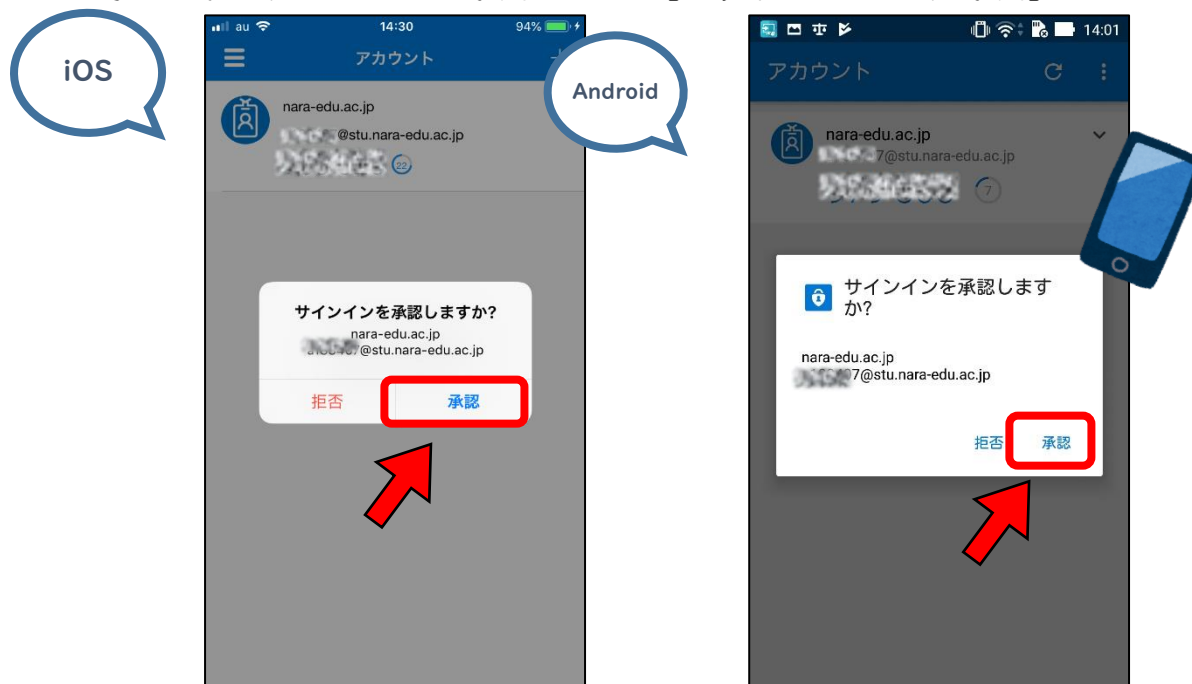 iOS
au
14:30
94%
アカウント
nara-edu.ac.jp
@stu.nara-edu.ac.jp
22
サインインを承認しますか?
nara-edu.ac.jp
@stu.nara-edu.ac.jp
拒否
承認
Android
14:01
アカウント
nara-edu.ac.jp
7@stu.nara-edu.ac.jp
7
サインインを承認します
か?
nara-edu.ac.jp
7@stu.nara-edu.ac.jp
拒否
承認